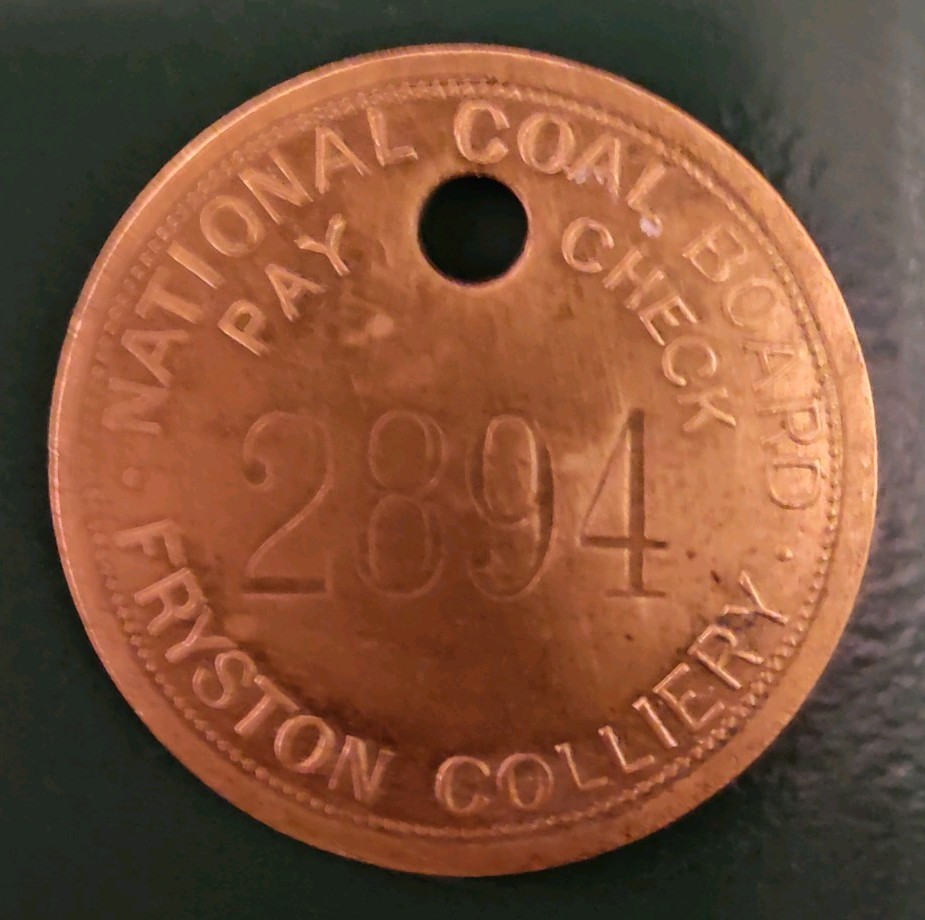 NATIONAL COAL BOARD
PAY CHECK
2894
FRYSTON COLLIERY